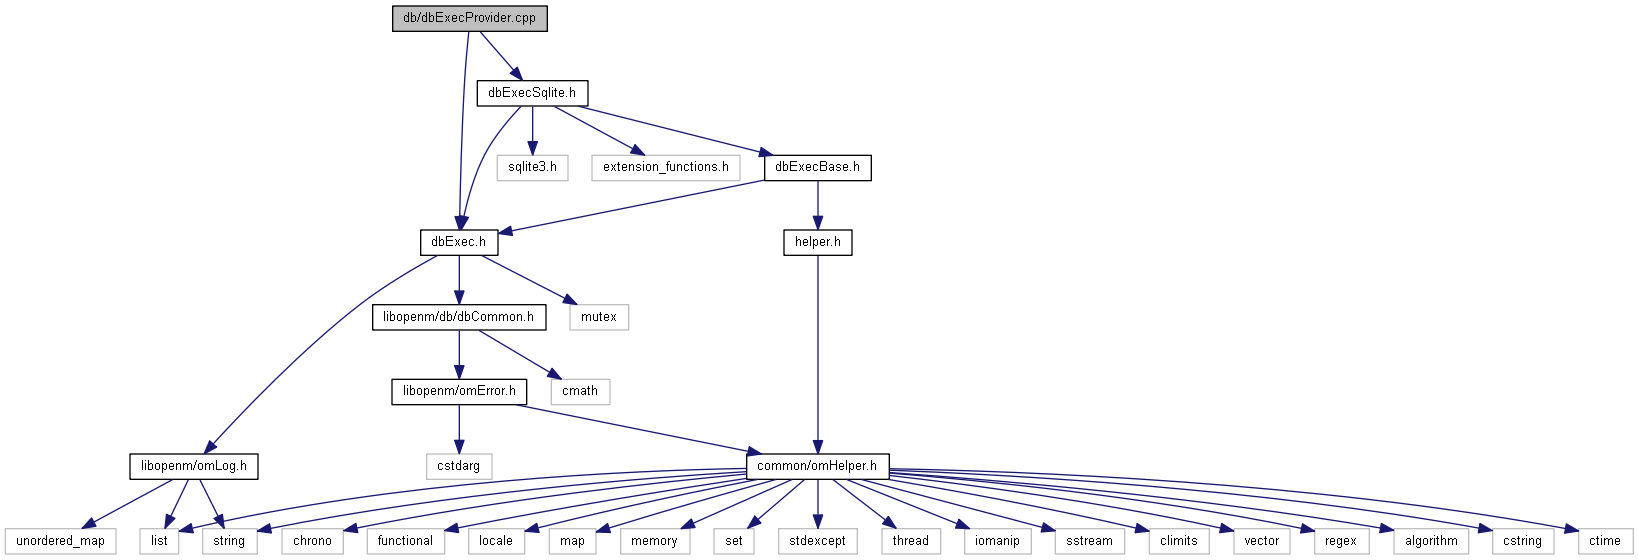 db/dbExecProvider.cpp
dbExecSqlite.h
sqlite3.h
extension_functions.h
dbExecBase.h
dbExec.h
helper.h
libopenm/db/dbCommon.h
mutex
libopenm/omError.h
cmath
libopenm/omLog.h
cstdarg
common/omHelper.h
unordered_map
list
string
chrono
functional
locale
map
memory
set
stdexcept
thread
iomanip
sstream
climits
vector
regex
algorithm
cstring
ctime